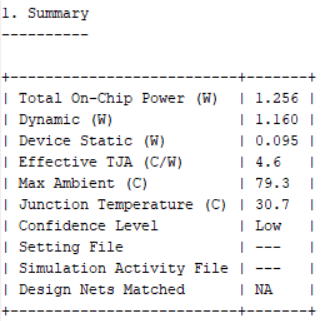 1. Summary
----------
+--------------------------+-------+
| Total On-Chip Power (W)  | 1.256 |
| Dynamic (W)              | 1.160 |
| Device Static (W)        | 0.095 |
| Effective TJA (C/W)      | 4.6   |
| Max Ambient (C)          | 79.3  |
| Junction Temperature (C) | 30.7  |
| Confidence Level         | Low   |
| Setting File             | ---   |
| Simulation Activity File | ---   |
| Design Nets Matched      | NA    |
+--------------------------+-------+